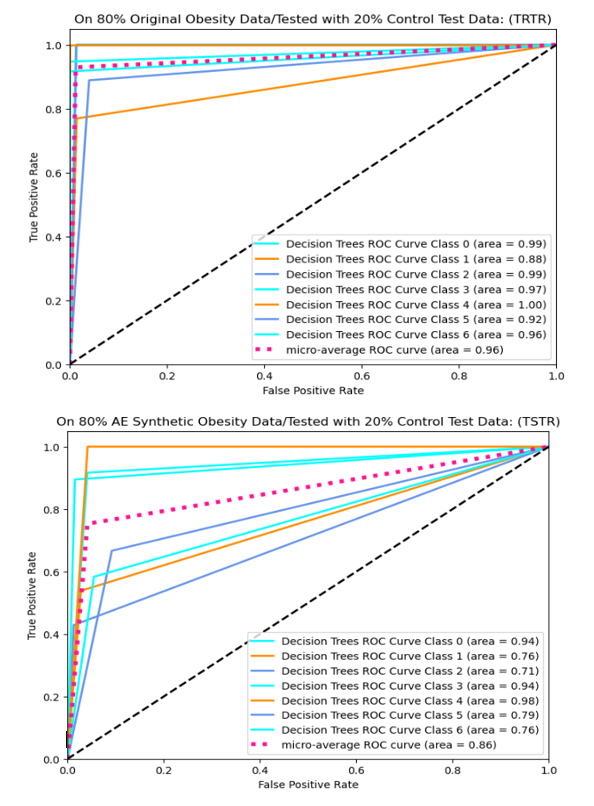 On 80% Original Obesity Data/Tested with 20% Control Test Data: (TRTR)
1.0
0.8
0.6
0.4
0.2
0.0
True Positive Rate
Decision Trees ROC Curve Class 0 (area = 0.99)
Decision Trees ROC Curve Class 1 (area = 0.88)
Decision Trees ROC Curve Class 2 (area = 0.99)
Decision Trees ROC Curve Class 3 (area = 0.97)
Decision Trees ROC Curve Class 4 (area = 1.00)
Decision Trees ROC Curve Class 5 (area = 0.92)
Decision Trees ROC Curve Class 6 (area = 0.96)
micro-average ROC curve (area = 0.96)
0.0 0.2 0.4 0.6 0.8 1.0
False Positive Rate
On 80% AE Synthetic Obesity Data/Tested with 20% Control Test Data: (TSTR)
1.0
0.8
0.6
0.4
0.2
0.0
True Positive Rate
Decision Trees ROC Curve Class 0 (area = 0.94)
Decision Trees ROC Curve Class 1 (area = 0.76)
Decision Trees ROC Curve Class 2 (area = 0.71)
Decision Trees ROC Curve Class 3 (area = 0.94)
Decision Trees ROC Curve Class 4 (area = 0.98)
Decision Trees ROC Curve Class 5 (area = 0.79)
Decision Trees ROC Curve Class 6 (area = 0.76)
micro-average ROC curve (area = 0.86)
0.0 0.2 0.4 0.6 0.8 1.0
False Positive Rate